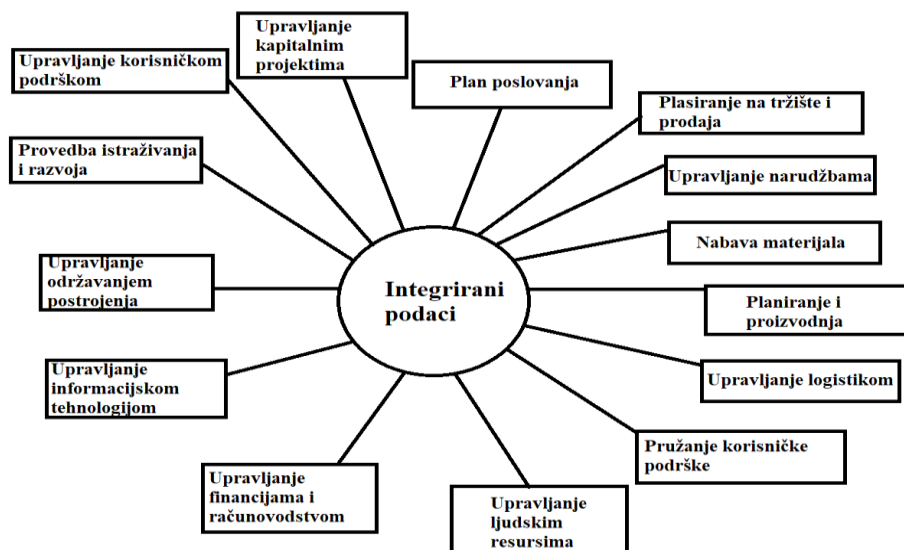 Upravljanje
kapitalnim
projektima
Upravljanje korisničkom
podrškom
Plan poslovanja
Plasiranje na tržište i
prodaja
Provedba istraživanja
i razvoja
Upravljanje narudžbama
Nabava materijala
Upravljanje
održavanjem
postrojenja
Integrirani
podaci
Planiranje i
proizvodnja
Upravljanje
informacijskom
tehnologijom
Upravljanje logistikom
Pružanje korisničke
podrške
Upravljanje
financijama i
računovodstvom
Upravljanje
ljudskim
resursima